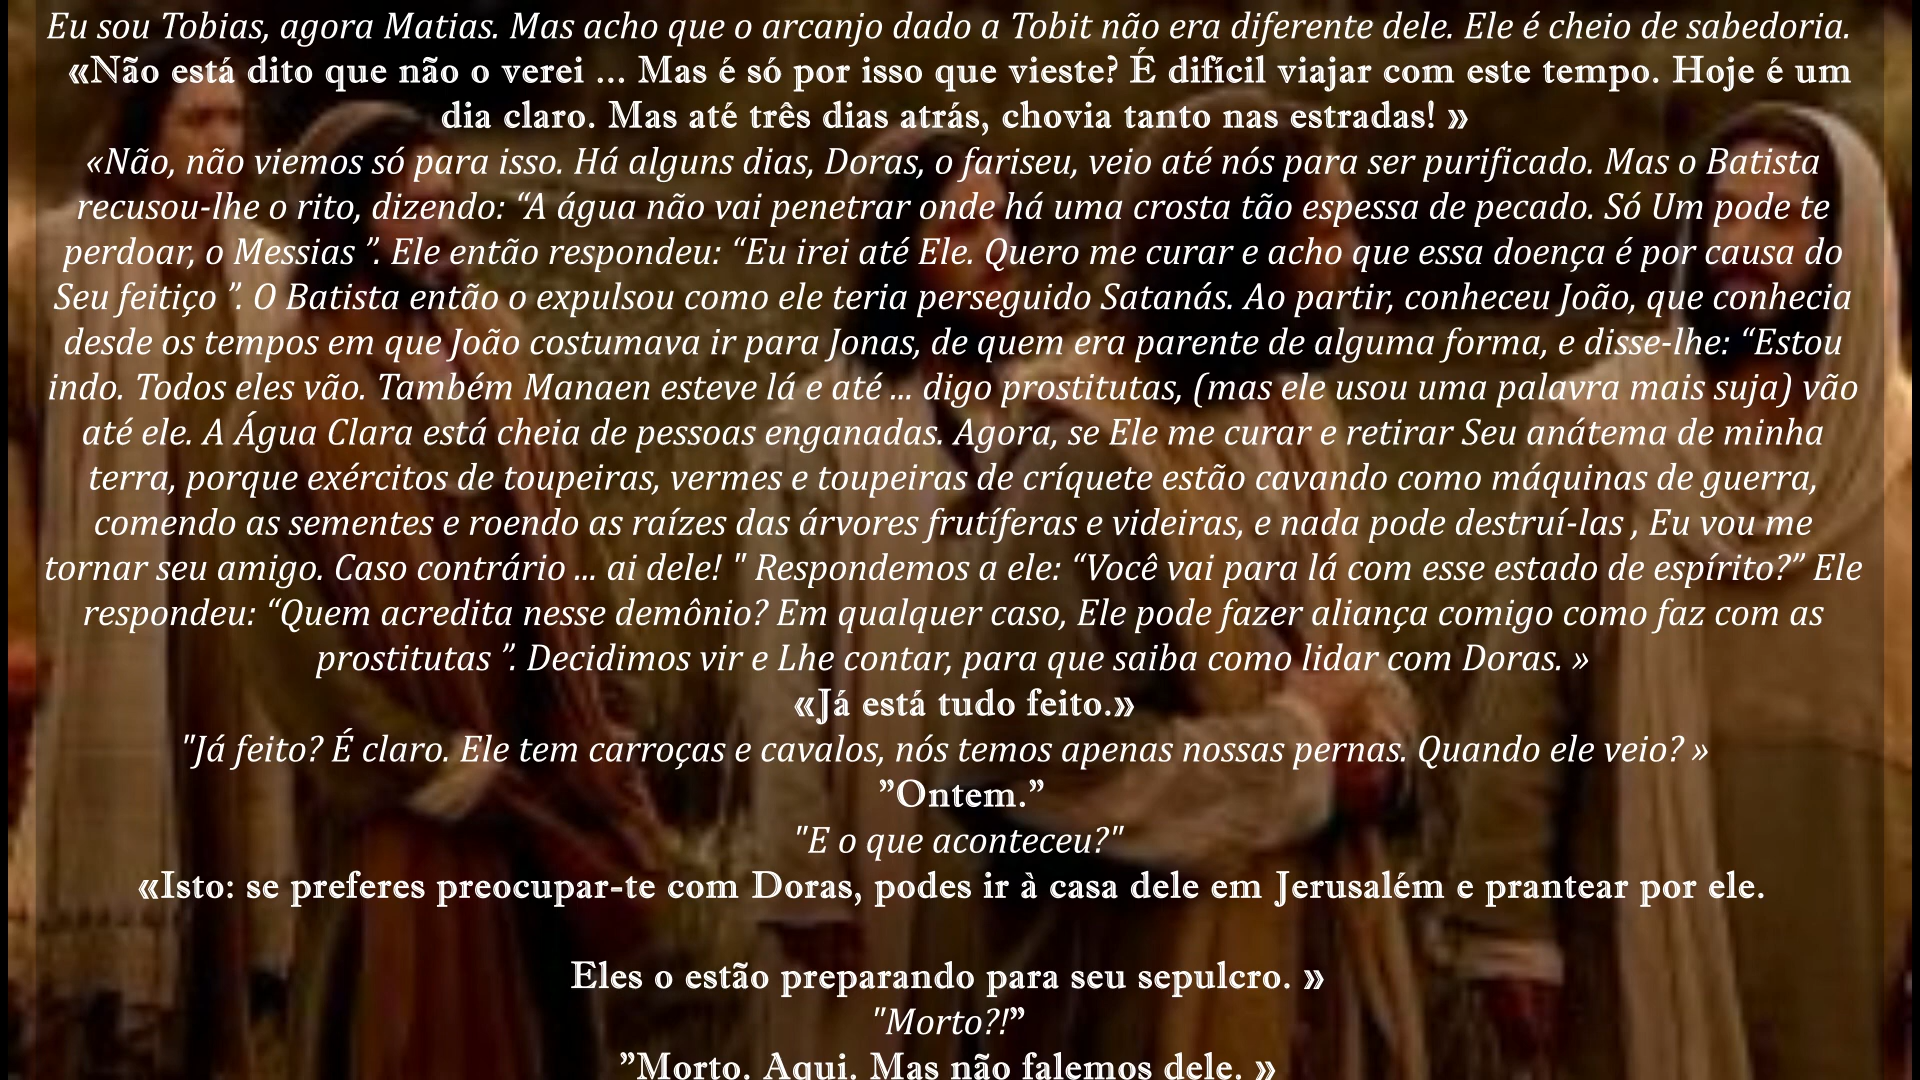 Eu sou Tobias, agora Matias. Mas acho que o arcanjo dado a Tobit não era diferente dele. Ele é cheio de sabedoria.
«Não está dito que não o verei ... Mas é só por isso que vieste? É difícil viajar com este tempo. Hoje é um
dia claro. Mas até três dias atrás, chovia tanto nas estradas! »
«Não, não viemos só para isso. Há alguns dias, Doras, o fariseu, veio até nós para ser purificado. Mas o Batista
recusou-lhe o rito, dizendo: “A água não vai penetrar onde há uma crosta tão espessa de pecado. Só Um pode te
perdoar, o Messias ”. Ele então respondeu: “Eu irei até Ele. Quero me curar e acho que essa doença é por causa do
Seu feitiço ”. O Batista então o expulsou como ele teria perseguido Satanás. Ao partir, conheceu João, que conhecia
desde os tempos em que João costumava ir para Jonas, de quem era parente de alguma forma, e disse-lhe: “Estou
indo. Todos eles vão. Também Manaen esteve lá e até ... digo prostitutas, (mas ele usou uma palavra mais suja) vão
até ele. A Água Clara está cheia de pessoas enganadas. Agora, se Ele me curar e retirar Seu anátema de minha
terra, porque exércitos de toupeiras, vermes e toupeiras de críquete estão cavando como máquinas de guerra,
comendo as sementes e roendo as raízes das árvores frutíferas e videiras, e nada pode destruí-las , Eu vou me
tornar seu amigo. Caso contrário ... ai dele! " Respondemos a ele: “Você vai para lá com esse estado de espírito?” Ele
respondeu: “Quem acredita nesse demônio? Em qualquer caso, Ele pode fazer aliança comigo como faz com as
prostitutas ”. Decidimos vir e Lhe contar, para que saiba como lidar com Doras. »
«Já está tudo feito.»
"Já feito? É claro. Ele tem carroças e cavalos, nós temos apenas nossas pernas. Quando ele veio? »
”Ontem.”
"E o que aconteceu?"
«Isto: se preferes preocupar-te com Doras, podes ir à casa dele em Jerusalém e prantear por ele.
Eles o estão preparando para seu sepulcro. »
"Morto?!”
”Morto. Aqui. Mas não falemos dele. »